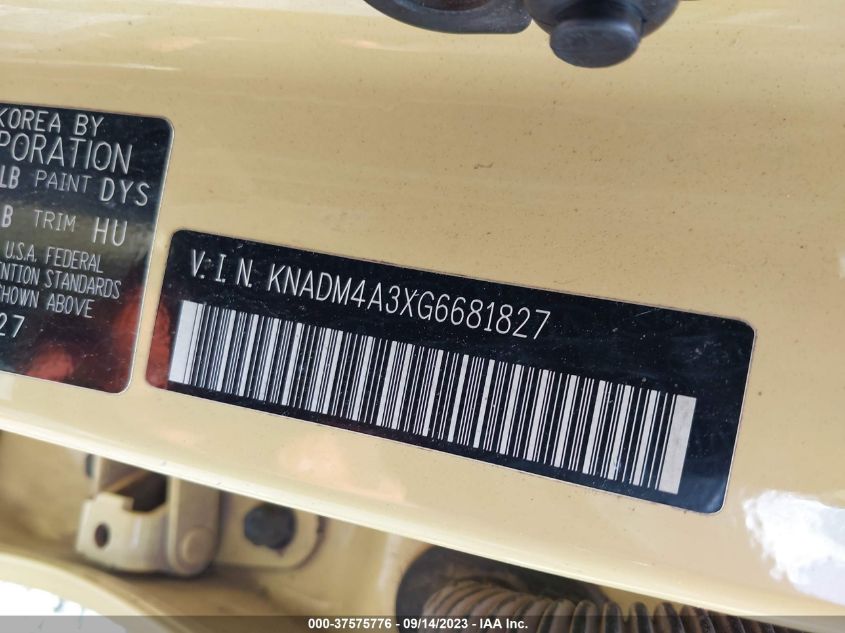 KOREA BY
PORATION
LB PAINT DYS
B TRIM HU
U.S.A. FEDERAL
NTION STANDARDS
SHOWN ABOVE
27
V.I.N. KNADM4A3XG6681827
000-37575776 - 09/14/2023 - IAA Inc.